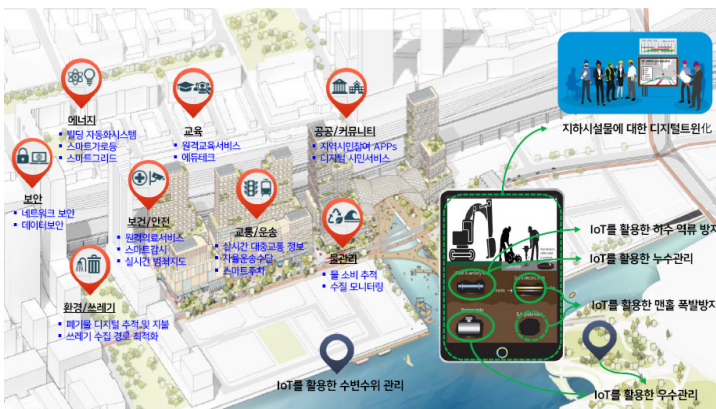 에너지
▪ 빌딩 자동화시스템
▪ 스마트가로등
▪ 스마트그리드
교육
▪ 원격교육서비스
▪ 에듀테크
공공/커뮤니티
▪ 지역시민참여 APPs
▪ 디지털 시민서비스
지하시설물에 대한 디지털트윈化
보안
▪ 네트워크 보안
▪ 데이터보안
보건/안전
▪ 원격의료서비스
▪ 스마트감시
▪ 실시간 범죄지도
교통/운송
▪ 실시간 대중교통 정보
▪ 자율운송수단
▪ 스마트주차
물관리
▪ 물 소비 추적
▪ 수질 모니터링
환경/쓰레기
▪ 폐기물 디지털 추적 및 지불
▪ 쓰레기 수집 경로 최적화
IoT를 활용한 하수 역류 방지
IoT를 활용한 누수관리
IoT를 활용한 맨홀 폭발방지
IoT를 활용한 수변수위 관리
IoT를 활용한 우수관리